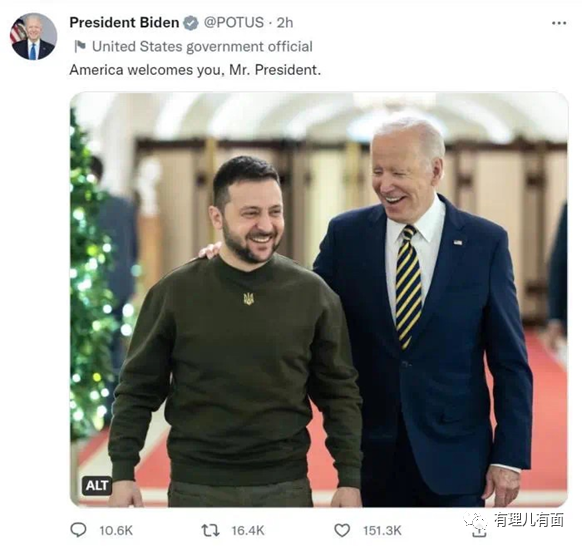 President Biden @POTUS · 2h
United States government official
America welcomes you, Mr. President.
ALT
10.6K 16.4K 151.3K
有理儿有面